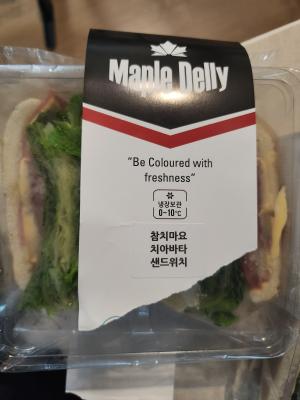 Maple Delly
"Be Coloured with
freshness"
냉장보관
0~10℃
참치마요
치아바타
샌드위치